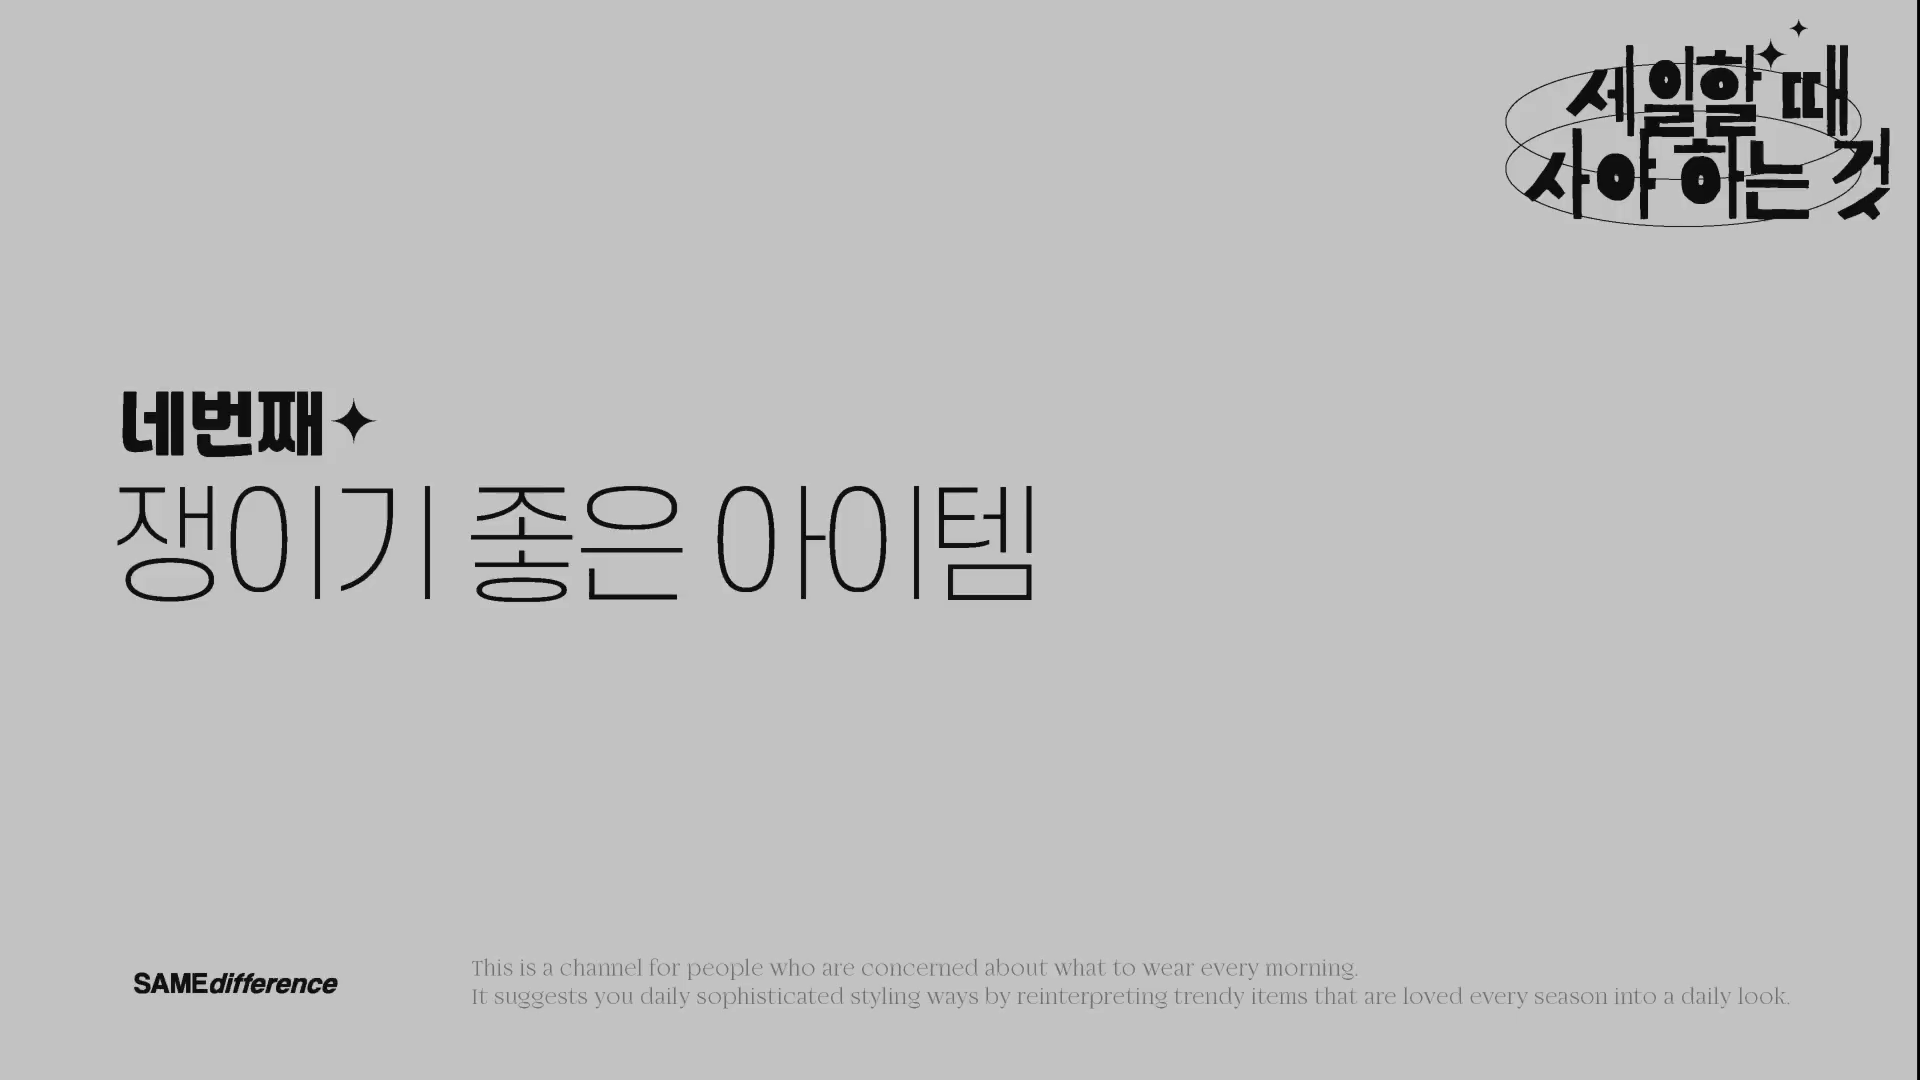 세일할 때
사야 하는 것
네번째
쟁이기 좋은 아이템
SAMEdifference
This is a channel for people who are concerned about what to wear every morning.
It suggests you daily sophisticated styling ways by reinterpreting trendy items that are loved every season into a daily look.